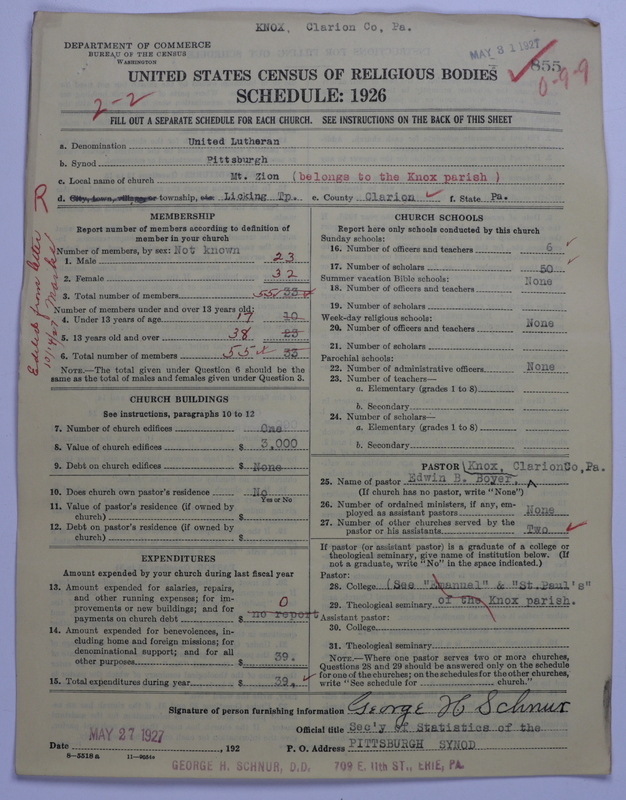 KNOX, Clarion Co, Pa.
DEPARTMENT OF COMMERCE
BUREAU OF THE CENSUS
WASHINGTON
MAY 31 1927
855
0-9-9
2-2
UNITED STATES CENSUS OF RELIGIOUS BODIES
SCHEDULE: 1926
FILL OUT A SEPARATE SCHEDULE FOR EACH CHURCH. SEE INSTRUCTIONS ON THE BACK OF THIS SHEET
a. Denomination United Lutheran
b. Synod Pittsburgh
c. Local name of church Mt. Zion (belongs to the Knox parish )
d. City, town, village, or township, etc. Licking Tp. e. County Clarion f. State Pa.
R
Edited from letter
10/14/27
MEMBERSHIP
Report number of members according to definition of
member in your church
Number of members, by sex: Not known
1. Male 23
2. Female 32
3. Total number of members 55 33
Number of members under and over 13 years old:
4. Under 13 years of age 17 10
5. 13 years old and over 38 23
6. Total number of members 55 33
NOTE.—The total given under Question 6 should be the
same as the total of males and females given under Question 3.
CHURCH BUILDINGS
See instructions, paragraphs 10 to 12
7. Number of church edifices One
8. Value of church edifices $ 3,000
9. Debt on church edifices $ None
10. Does church own pastor's residence No
Yes or No
11. Value of pastor's residence (if owned by
church) $
12. Debt on pastor's residence (if owned by
church) $
EXPENDITURES
Amount expended by your church during last fiscal year
13. Amount expended for salaries, repairs,
and other running expenses; for im-
provements or new buildings; and for
payments on church debt $ 0 no report
14. Amount expended for benevolences, in-
cluding home and foreign missions; for
denominational support; and for all
other purposes $ 39.
15. Total expenditures during year $ 39.
CHURCH SCHOOLS
Report here only schools conducted by this church
Sunday schools:
16. Number of officers and teachers 6
17. Number of scholars 50
Summer vacation Bible schools:
18. Number of officers and teachers None
19. Number of scholars
Week-day religious schools:
20. Number of officers and teachers None
21. Number of scholars
Parochial schools:
22. Number of administrative officers None
23. Number of teachers—
a. Elementary (grades 1 to 8)
b. Secondary
24. Number of scholars—
a. Elementary (grades 1 to 8)
b. Secondary
PASTOR Knox, ClarionCo,Pa.
25. Name of pastor Edwin B. Boyer,
(If church has no pastor, write "None")
26. Number of ordained ministers, if any, em-
ployed as assistant pastors None
27. Number of other churches served by the
pastor or his assistants Two
If pastor (or assistant pastor) is a graduate of a college or
theological seminary, give name of institution below. (If
not a graduate, write "No" in the space indicated.)
Pastor:
28. College (See "Emanuel" & "St.Paul's"
29. Theological seminary of the Knox parish.
Assistant pastor:
30. College
31. Theological seminary
NOTE.—Where one pastor serves two or more churches,
Questions 28 and 29 should be answered only on the schedule
for one of the churches; on the schedules for the other churches,
write "See schedule for church."
Signature of person furnishing information George H Schnur
Official title Sec'y of Statistics of the
Date MAY 27 1927, 192 P. O. Address PITTSBURGH SYNOD
8—5518a 11—9851
GEORGE H. SCHNUR, D.D. 709 E. 11th ST., ERIE, PA.